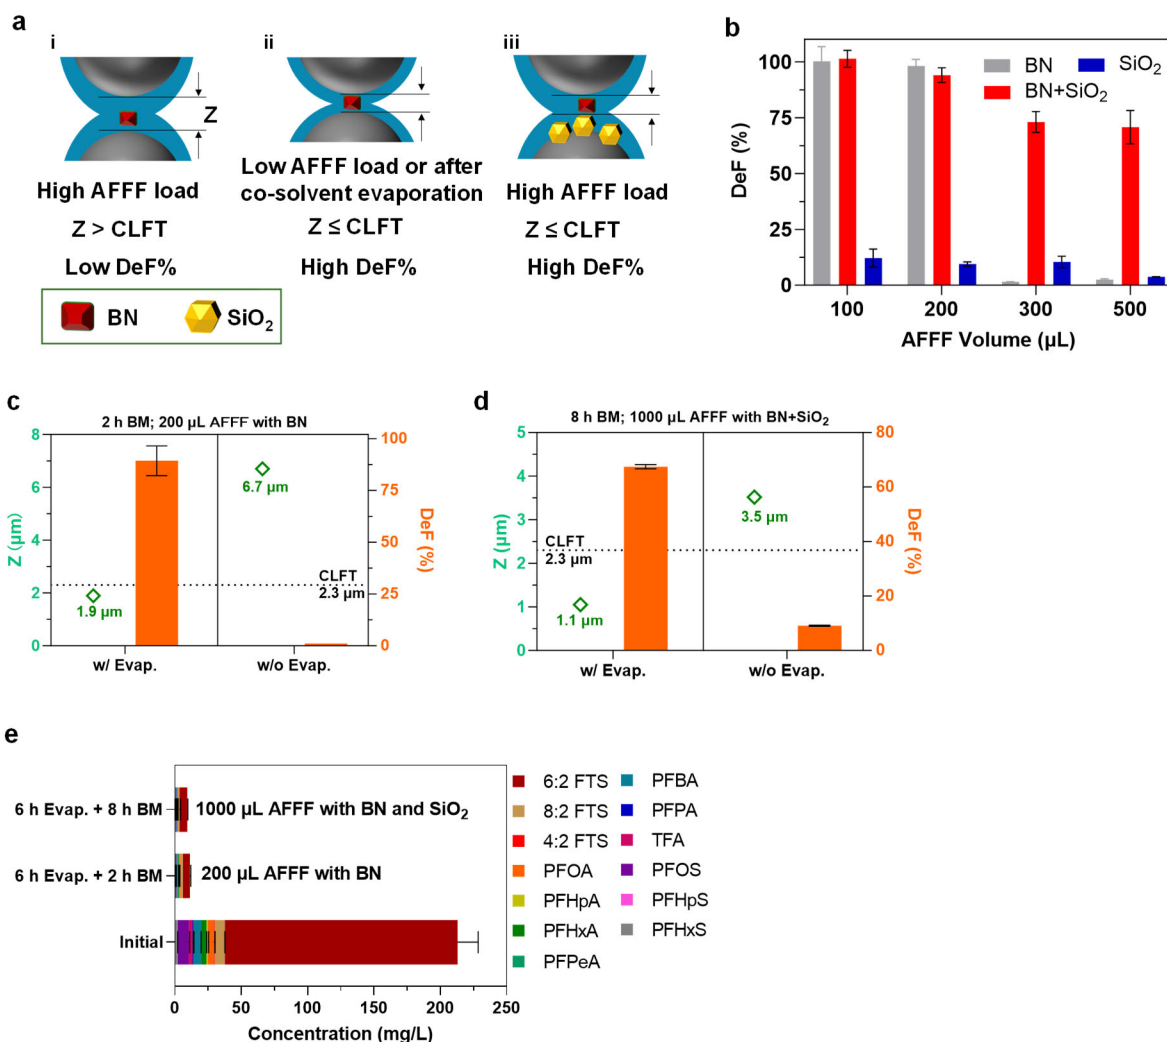 a
i
ii
iii
Z
High AFFF load
Z > CLFT
Low DeF%
Low AFFF load or after
co-solvent evaporation
Z ≤ CLFT
High DeF%
High AFFF load
Z ≤ CLFT
High DeF%
BN
SiO₂
b
BN
SiO₂
BN+SiO₂
DeF (%)
100
75
50
25
0
100
200
300
500
AFFF Volume (µL)
c
2 h BM; 200 µL AFFF with BN
Z (µm)
8
6
4
2
0
6.7 µm
1.9 µm
CLFT
2.3 µm
100
75
50
25
0
DeF (%)
w/ Evap.
w/o Evap.
d
8 h BM; 1000 µL AFFF with BN+SiO₂
Z (µm)
5
4
3
2
1
0
CLFT
2.3 µm
1.1 µm
3.5 µm
80
60
40
20
0
DeF (%)
w/ Evap.
w/o Evap.
e
6 h Evap. + 8 h BM
1000 µL AFFF with BN and SiO₂
6 h Evap. + 2 h BM
200 µL AFFF with BN
Initial
0
50
100
150
200
250
Concentration (mg/L)
6:2 FTS
8:2 FTS
4:2 FTS
PFOA
PFHpA
PFHxA
PFPeA
PFBA
PFPA
TFA
PFOS
PFHpS
PFHxS